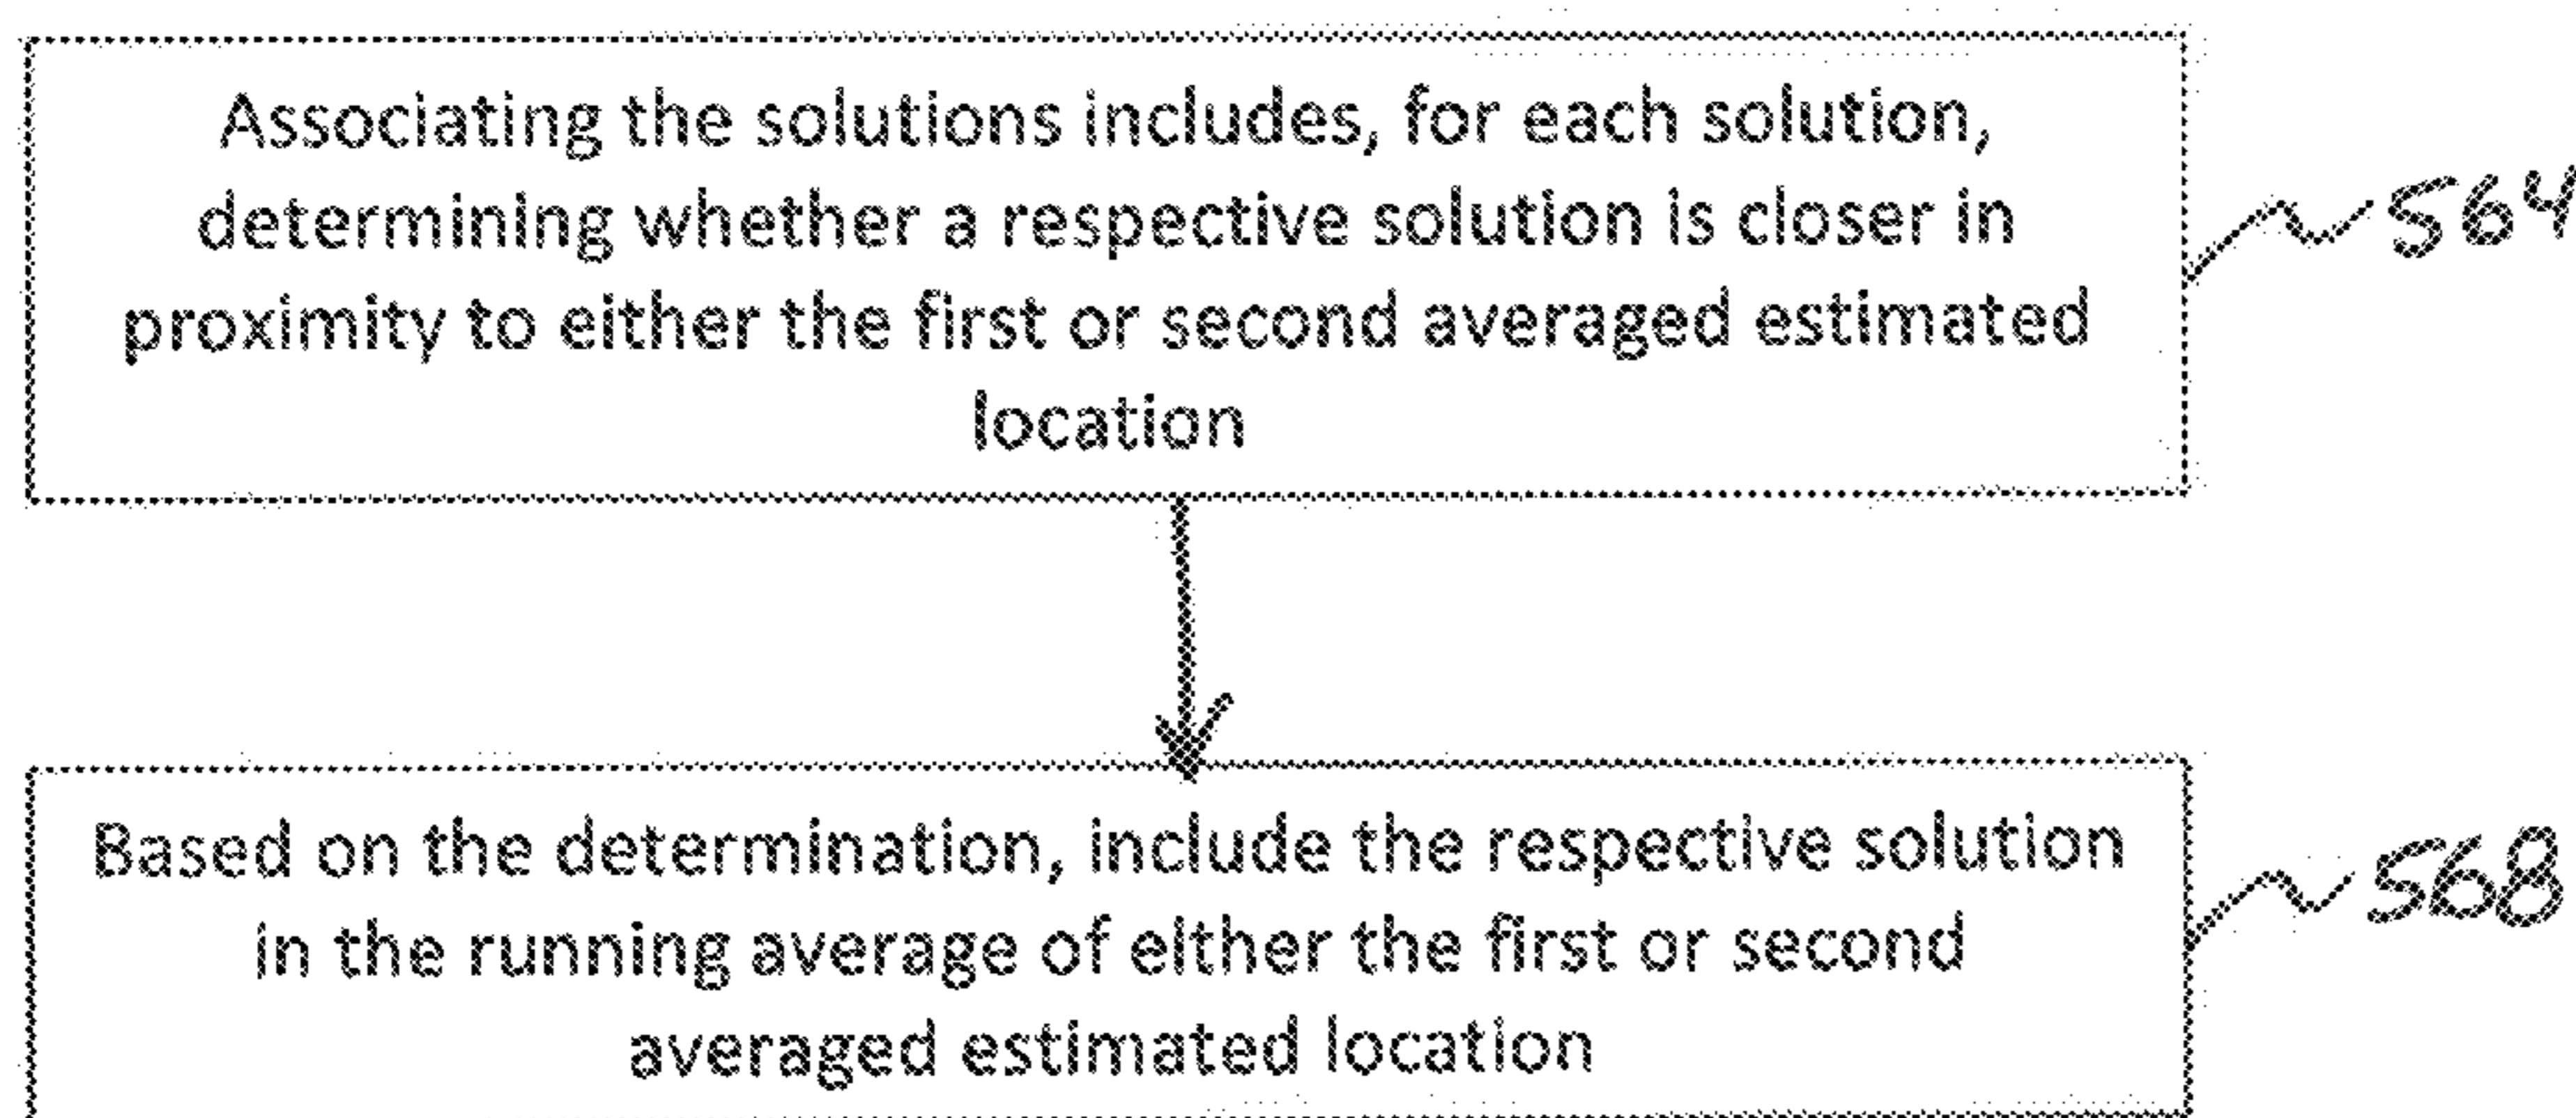 Associating the solutions includes, for each solution,
determining whether a respective solution is closer in
proximity to either the first or second averaged estimated
location
564
Based on the determination, include the respective solution
in the running average of either the first or second
averaged estimated location
568